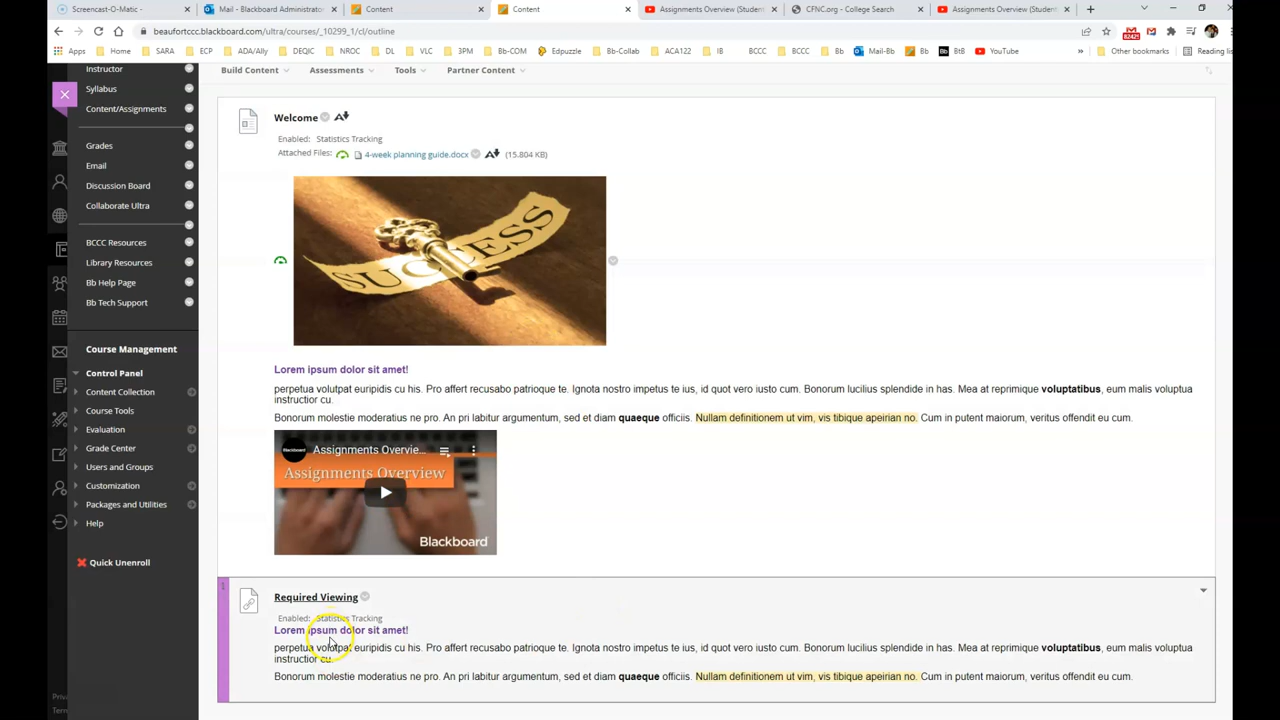 Screencast-O-Matic
Mail – Blackboard Administrator
Content
Content
Assignments Overview (Student
CFNC.org - College Search
Assignments Overview (Student
beaufortccc.blackboard.com/ultra/courses/_10299_1/cl/outline
8242
Apps Home SARA ECP ADA/Ally DEQIC NROC DL VLC 3PM Bb-COM Edpuzzle Bb-Collab ACA122 IB BCCC BCCC Bb Mail-Bb Bb BtB YouTube » Other bookmarks Reading list
Instructor
Syllabus
Content/Assignments
Grades
Email
Discussion Board
Collaborate Ultra
BCCC Resources
Library Resources
Bb Help Page
Bb Tech Support
Course Management
Control Panel
Content Collection
Course Tools
Evaluation
Grade Center
Users and Groups
Customization
Packages and Utilities
Help
Quick Unenroll
Build Content Assessments Tools Partner Content
Welcome
Enabled: Statistics Tracking
Attached Files: 4-week planning guide.docx (15.804 KB)
SUCCESS
Lorem ipsum dolor sit amet!
perpetua volutpat euripidis cu his. Pro affert recusabo patrioque te. Ignota nostro impetus te ius, id quot vero iusto cum. Bonorum lucilius splendide in has. Mea at reprimique voluptatibus, eum malis voluptua
instructior cu.
Bonorum molestie moderatius ne pro. An pri labitur argumentum, sed et diam quaeque officiis. Nullam definitionem ut vim, vis tibique apeirian no. Cum in putent maiorum, veritus offendit eu cum.
Blackboard
Assignments Overvie...
Assignments Overview
Blackboard
1
Required Viewing
Enabled: Statistics Tracking
Lorem ipsum dolor sit amet!
perpetua volutpat euripidis cu his. Pro affert recusabo patrioque te. Ignota nostro impetus te ius, id quot vero iusto cum. Bonorum lucilius splendide in has. Mea at reprimique voluptatibus, eum malis voluptua
instructior cu.
Bonorum molestie moderatius ne pro. An pri labitur argumentum, sed et diam quaeque officiis. Nullam definitionem ut vim, vis tibique apeirian no. Cum in putent maiorum, veritus offendit eu cum.